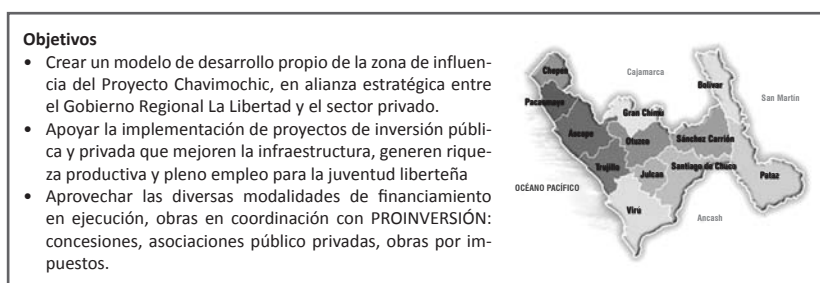 Objetivos
• Crear un modelo de desarrollo propio de la zona de influen-
cia del Proyecto Chavimochic, en alianza estratégica entre
el Gobierno Regional La Libertad y el sector privado.
• Apoyar la implementación de proyectos de inversión públi-
ca y privada que mejoren la infraestructura, generen rique-
za productiva y pleno empleo para la juventud liberteña
• Aprovechar las diversas modalidades de financiamiento
en ejecución, obras en coordinación con PROINVERSIÓN:
concesiones, asociaciones público privadas, obras por im-
puestos.
Chepén
Cajamarca
Bolívar
San Martín
Pacasmayo
Gran Chimú
Ascope
Otuzco
Sánchez Carrión
Trujillo
Julcan
Santiago de Chuco
Pataz
OCÉANO PACÍFICO
Virú
Ancash